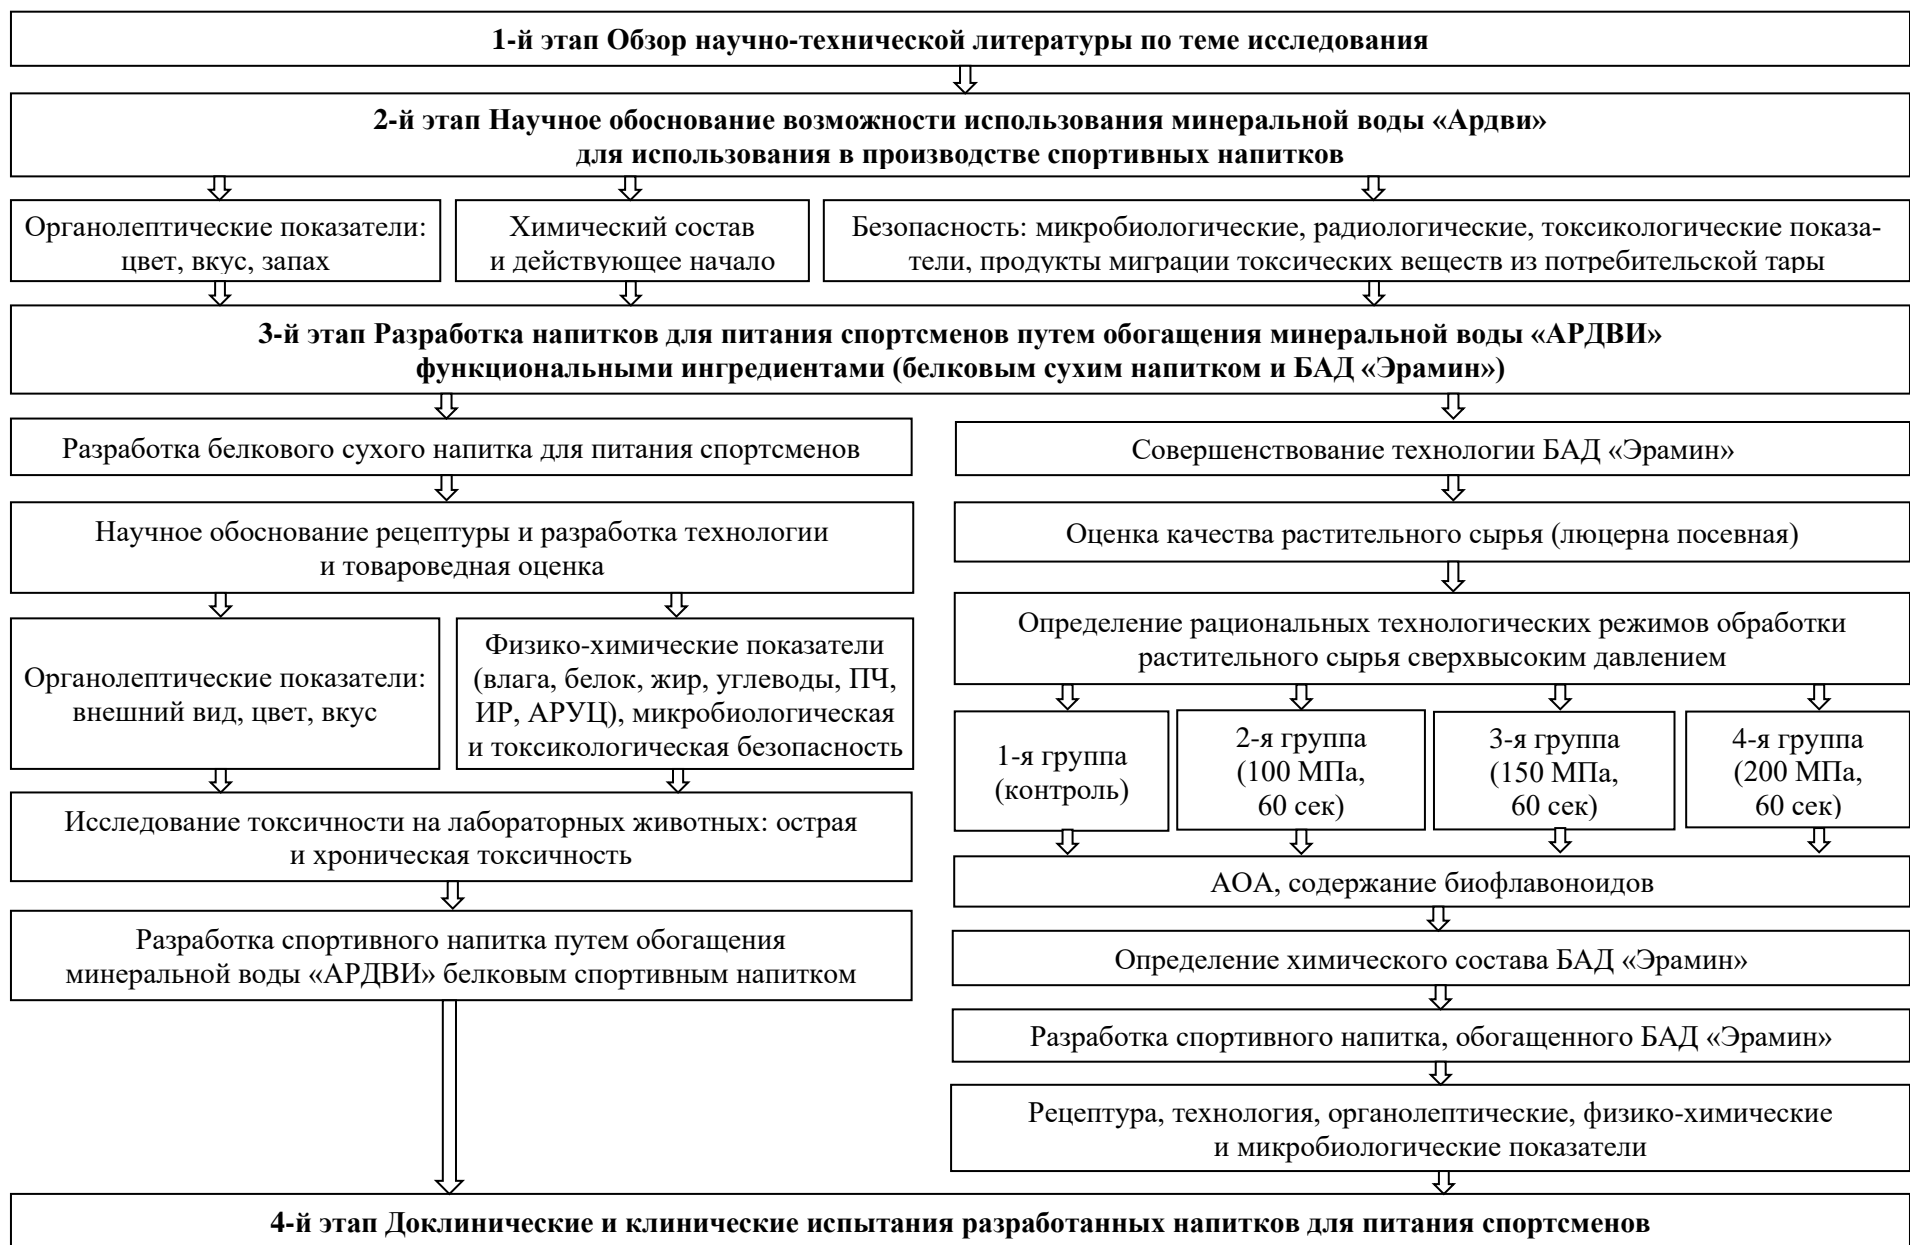 1-й этап Обзор научно-технической литературы по теме исследования
2-й этап Научное обоснование возможности использования минеральной воды «Ардви»
для использования в производстве спортивных напитков
Органолептические показатели:
цвет, вкус, запах
Химический состав
и действующее начало
Безопасность: микробиологические, радиологические, токсикологические показа-
тели, продукты миграции токсических веществ из потребительской тары
3-й этап Разработка напитков для питания спортсменов путем обогащения минеральной воды «АРДВИ»
функциональными ингредиентами (белковым сухим напитком и БАД «Эрамин»)
Разработка белкового сухого напитка для питания спортсменов
Научное обоснование рецептуры и разработка технологии
и товароведная оценка
Органолептические показатели:
внешний вид, цвет, вкус
Физико-химические показатели
(влага, белок, жир, углеводы, ПЧ,
ИР, АРУЦ), микробиологическая
и токсикологическая безопасность
Исследование токсичности на лабораторных животных: острая
и хроническая токсичность
Разработка спортивного напитка путем обогащения
минеральной воды «АРДВИ» белковым спортивным напитком
Совершенствование технологии БАД «Эрамин»
Оценка качества растительного сырья (люцерна посевная)
Определение рациональных технологических режимов обработки
растительного сырья сверхвысоким давлением
1-я группа
(контроль)
2-я группа
(100 МПа,
60 сек)
3-я группа
(150 МПа,
60 сек)
4-я группа
(200 МПа,
60 сек)
АОА, содержание биофлавоноидов
Определение химического состава БАД «Эрамин»
Разработка спортивного напитка, обогащенного БАД «Эрамин»
Рецептура, технология, органолептические, физико-химические
и микробиологические показатели
4-й этап Доклинические и клинические испытания разработанных напитков для питания спортсменов